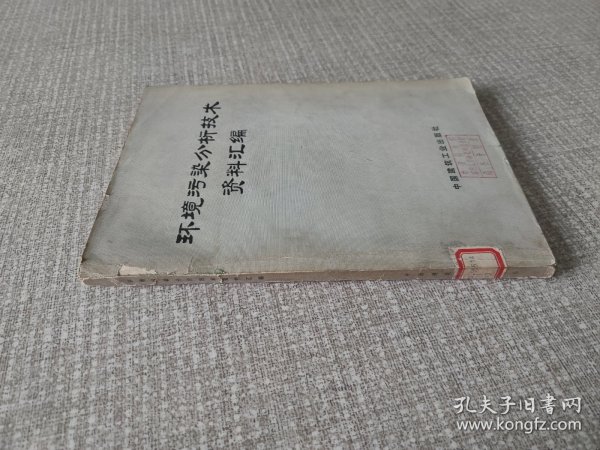 环境污染分析技术
资料汇编
中国建筑工业出版社
孔夫子旧书网
www.kongfz.com